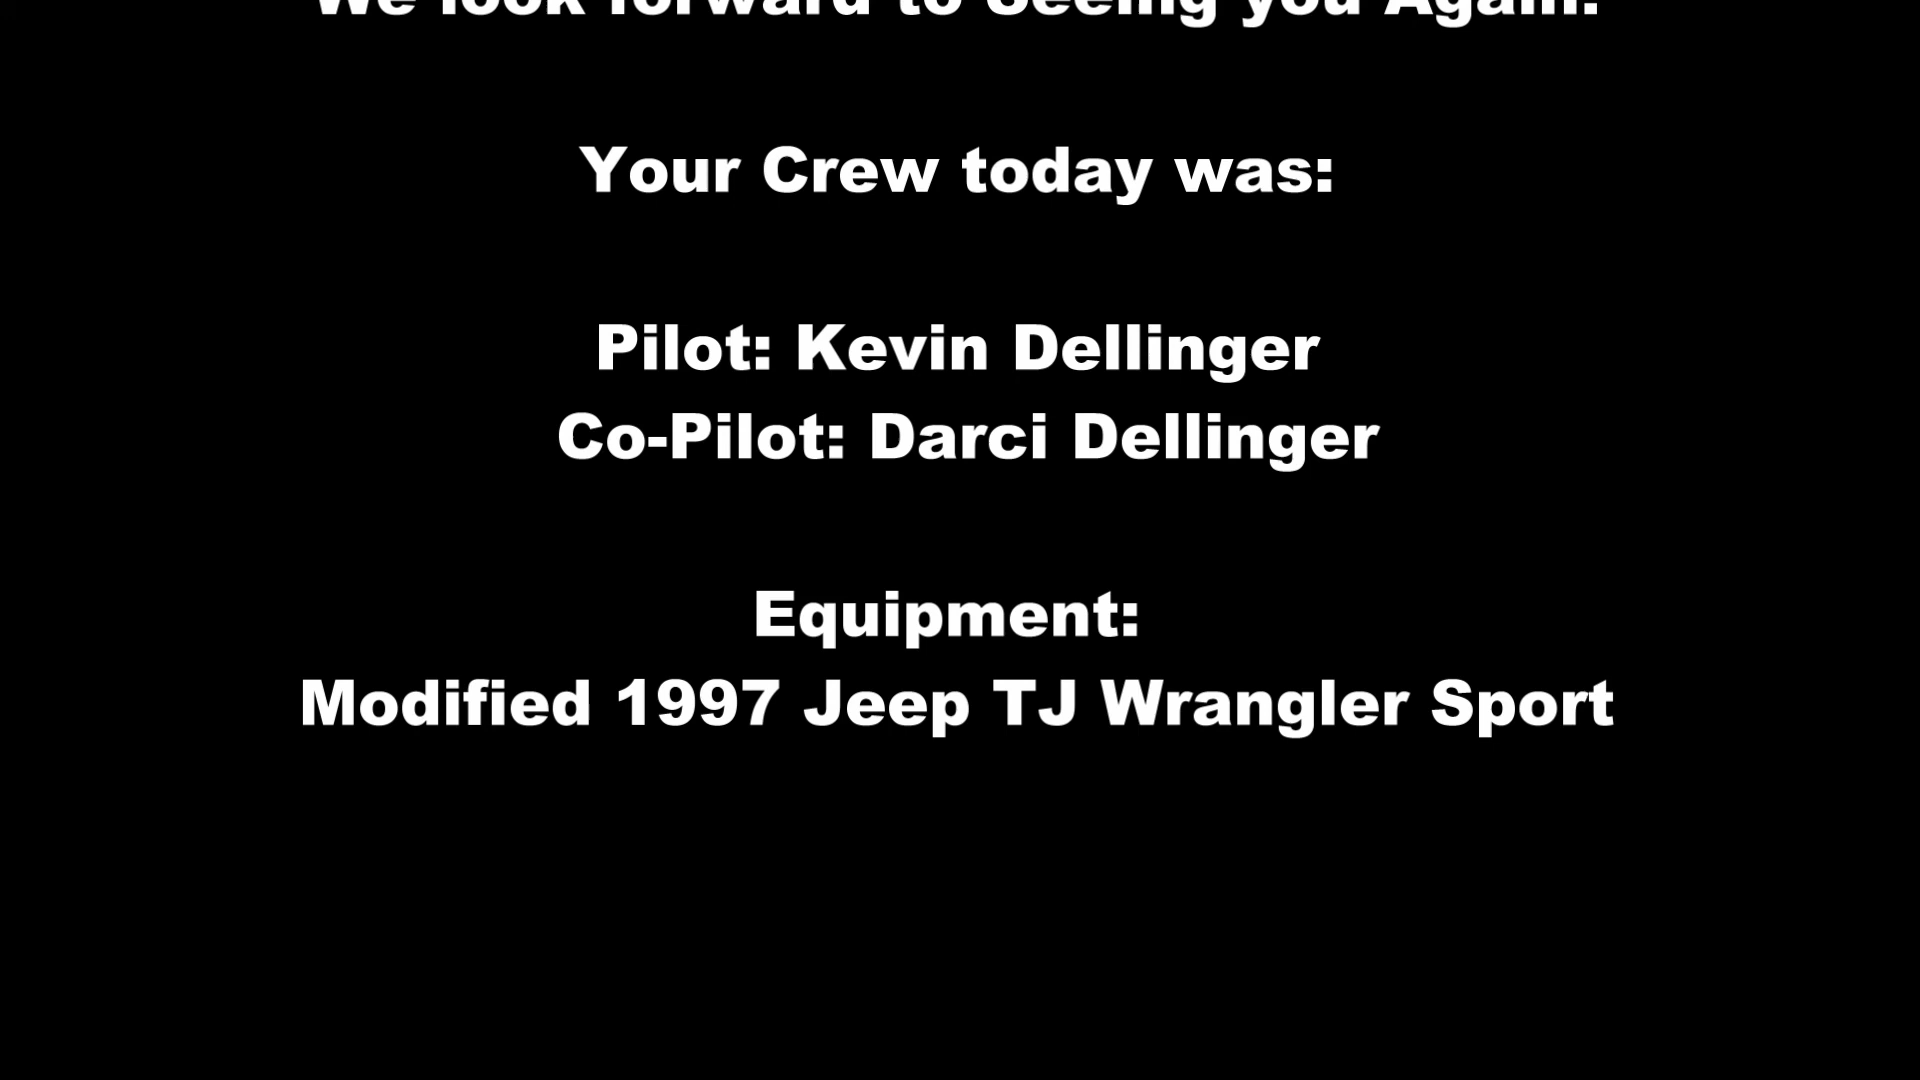 We look forward to Seeing you Again.
Your Crew today was:
Pilot: Kevin Dellinger
Co-Pilot: Darci Dellinger
Equipment:
Modified 1997 Jeep TJ Wrangler Sport